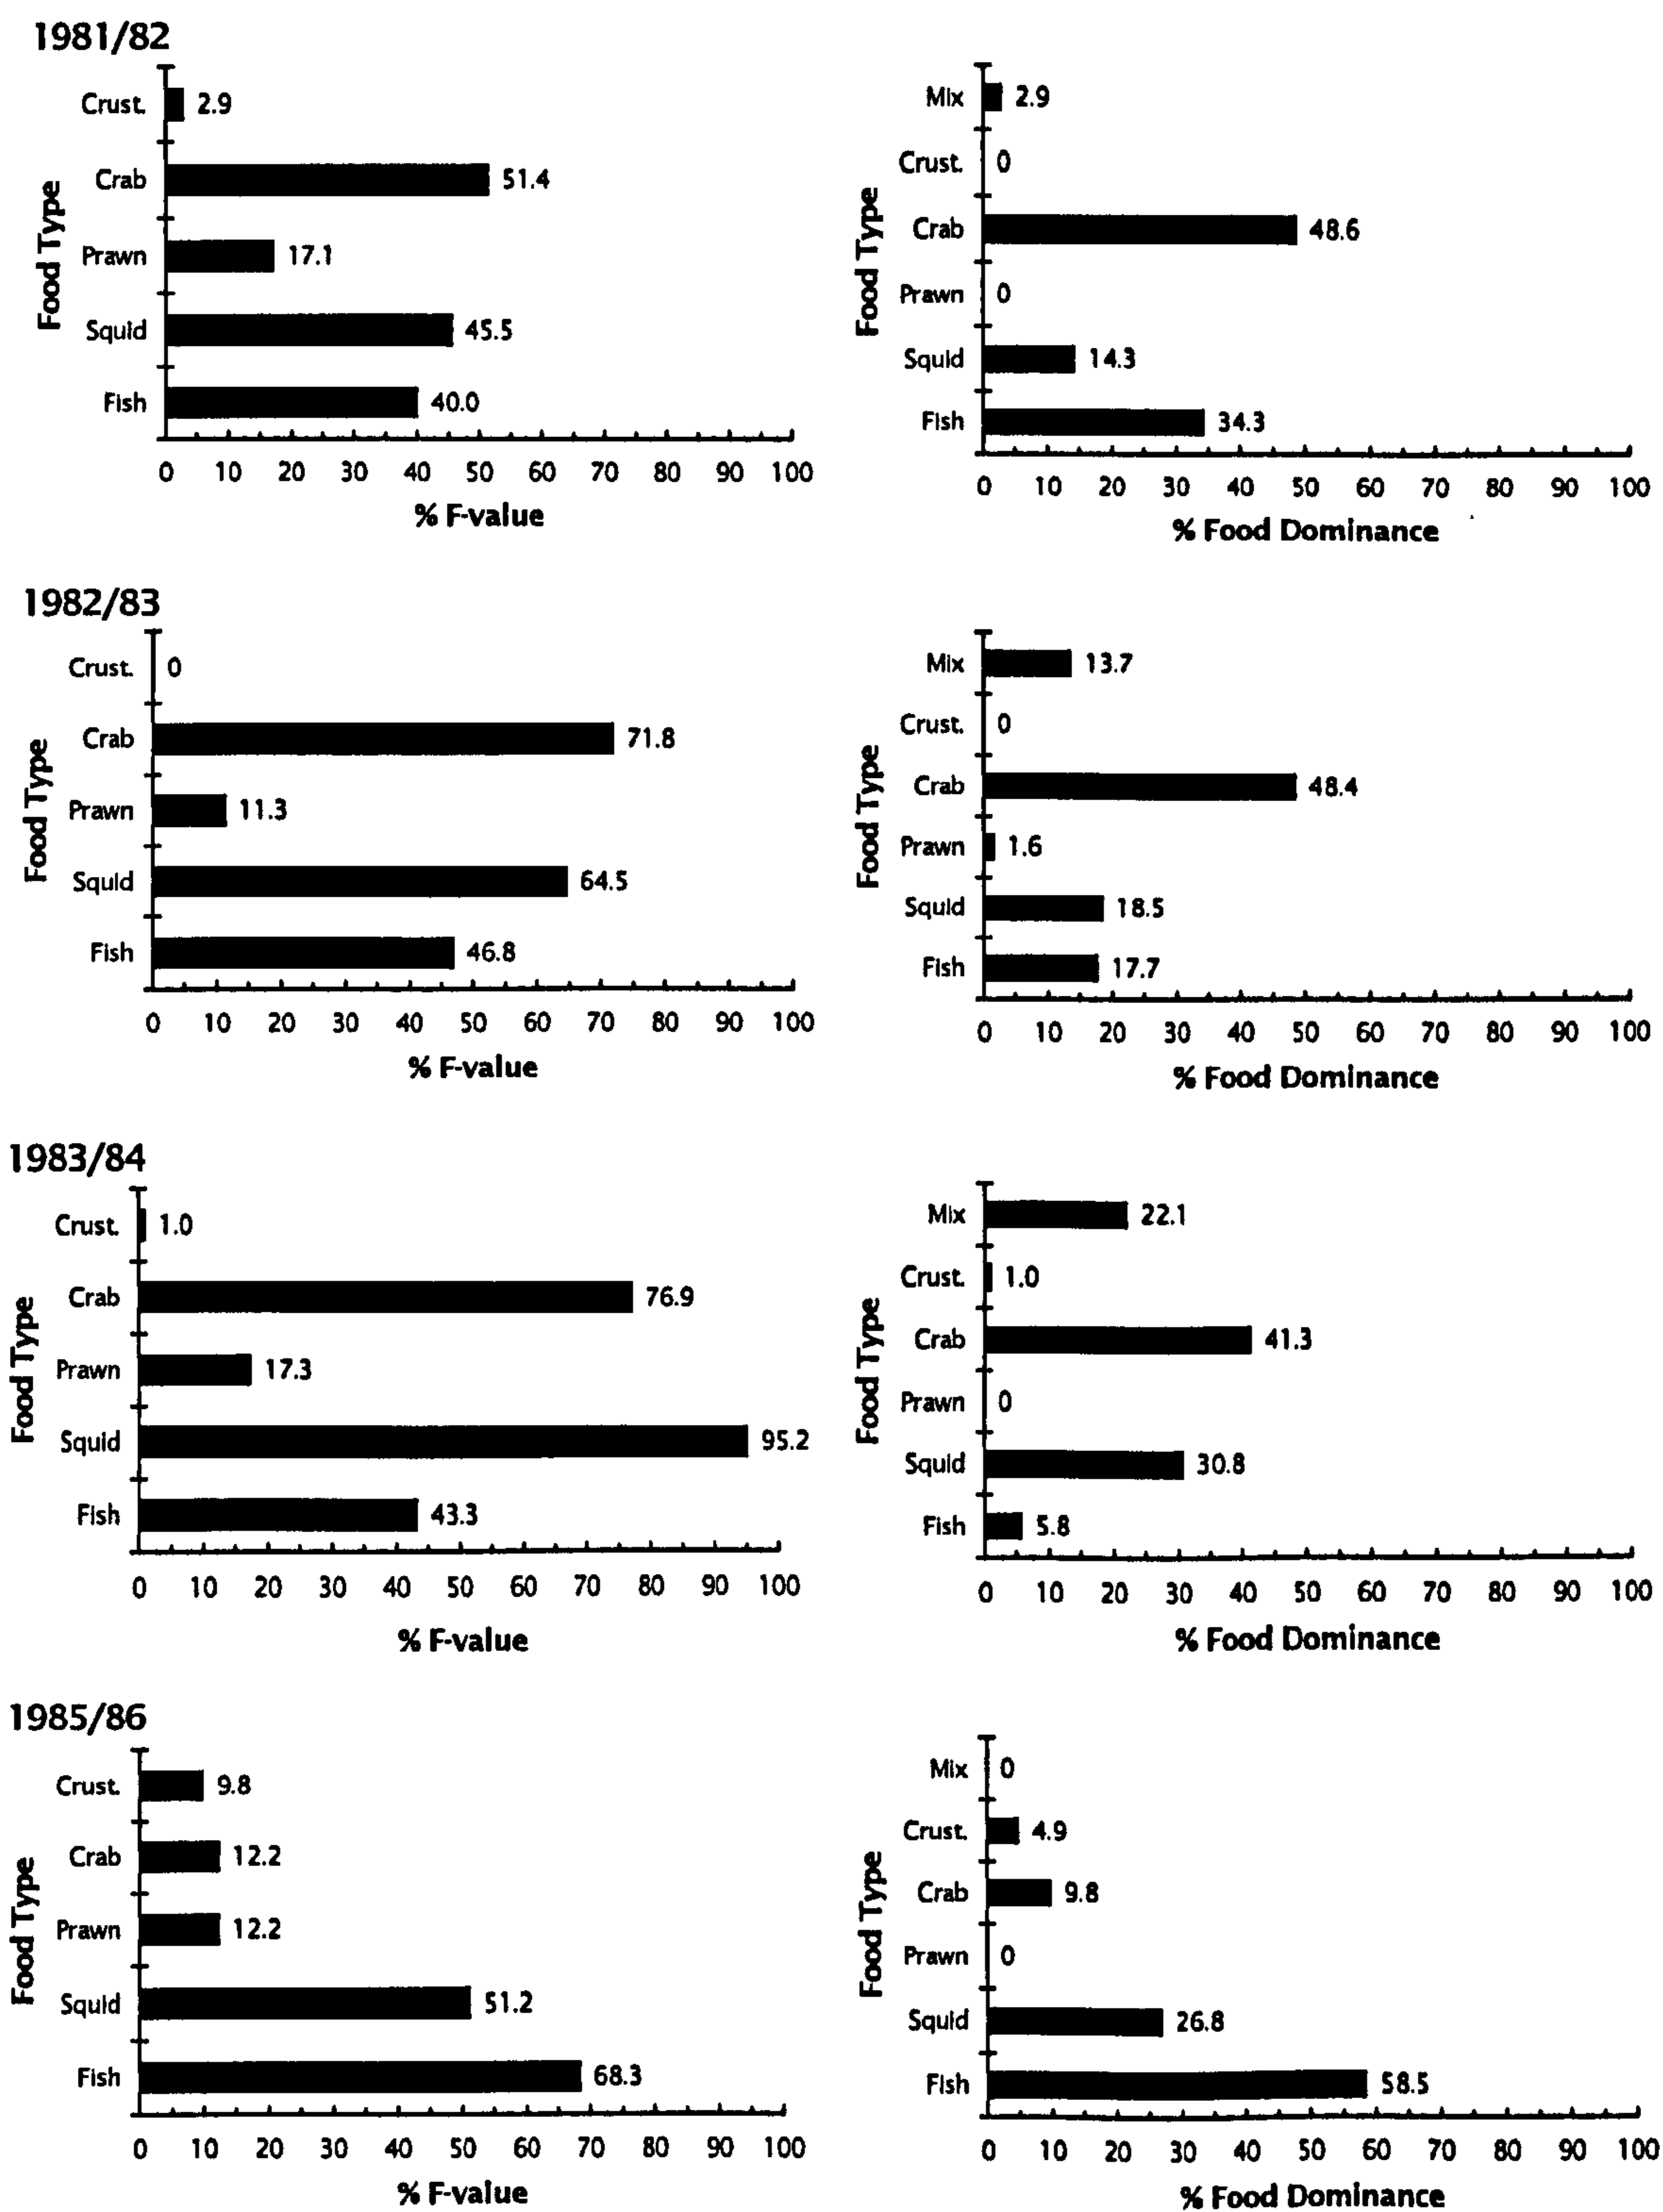 1981/82
Food Type
Crust. 2.9
Crab 51.4
Prawn 17.1
Squid 45.5
Fish 40.0
0 10 20 30 40 50 60 70 80 90 100
% F-value
Food Type
Mix 2.9
Crust. 0
Crab 48.6
Prawn 0
Squid 14.3
Fish 34.3
0 10 20 30 40 50 60 70 80 90 100
% Food Dominance
1982/83
Food Type
Crust. 0
Crab 71.8
Prawn 11.3
Squid 64.5
Fish 46.8
0 10 20 30 40 50 60 70 80 90 100
% F-value
Food Type
Mix 13.7
Crust. 0
Crab 48.4
Prawn 1.6
Squid 18.5
Fish 17.7
0 10 20 30 40 50 60 70 80 90 100
% Food Dominance
1983/84
Food Type
Crust. 1.0
Crab 76.9
Prawn 17.3
Squid 95.2
Fish 43.3
0 10 20 30 40 50 60 70 80 90 100
% F-value
Food Type
Mix 22.1
Crust. 1.0
Crab 41.3
Prawn 0
Squid 30.8
Fish 5.8
0 10 20 30 40 50 60 70 80 90 100
% Food Dominance
1985/86
Food Type
Crust. 9.8
Crab 12.2
Prawn 12.2
Squid 51.2
Fish 68.3
0 10 20 30 40 50 60 70 80 90 100
% F-value
Food Type
Mix 0
Crust. 4.9
Crab 9.8
Prawn 0
Squid 26.8
Fish 58.5
0 10 20 30 40 50 60 70 80 90 100
% Food Dominance